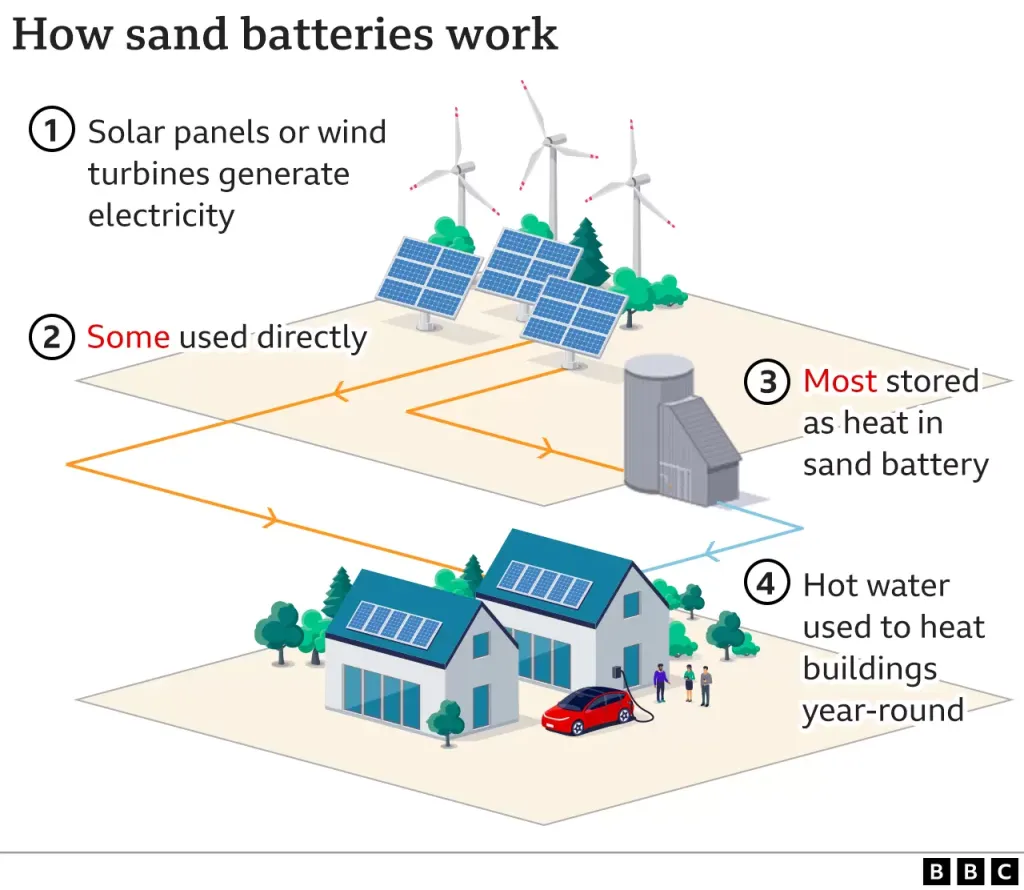 How sand batteries work
1 Solar panels or wind
turbines generate
electricity
2 Some used directly
3 Most stored
as heat in
sand battery
4 Hot water
used to heat
buildings
year-round
BBC